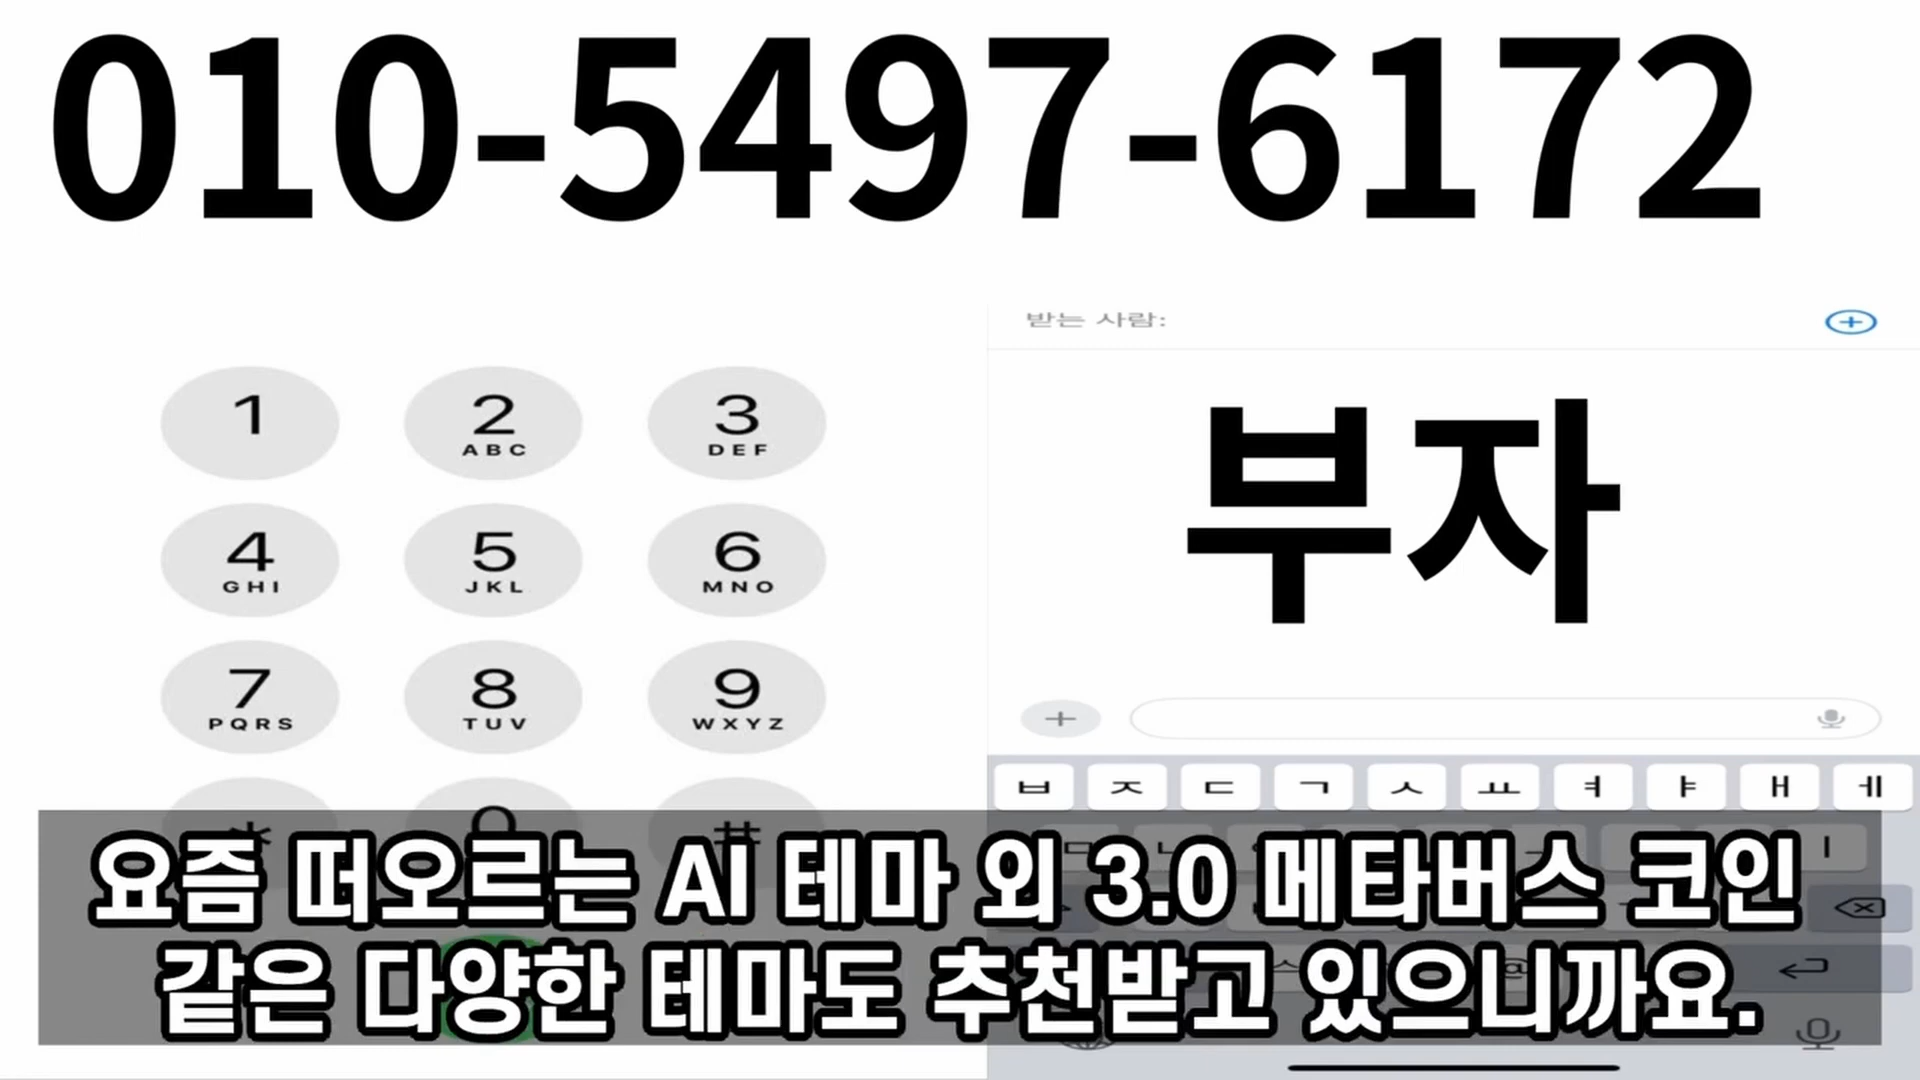 010-5497-6172
받는 사람:
부자
1
2
ABC
3
DEF
4
GHI
5
JKL
6
MNO
7
PQRS
8
TUV
9
WXYZ
ㅂ ㅈ ㄷ ㄱ ㅅ ㅛ ㅕ ㅑ ㅐ ㅔ
요즘 떠오르는 AI 테마 외 3.0 메타버스 코인
같은 다양한 테마도 추천받고 있으니까요.